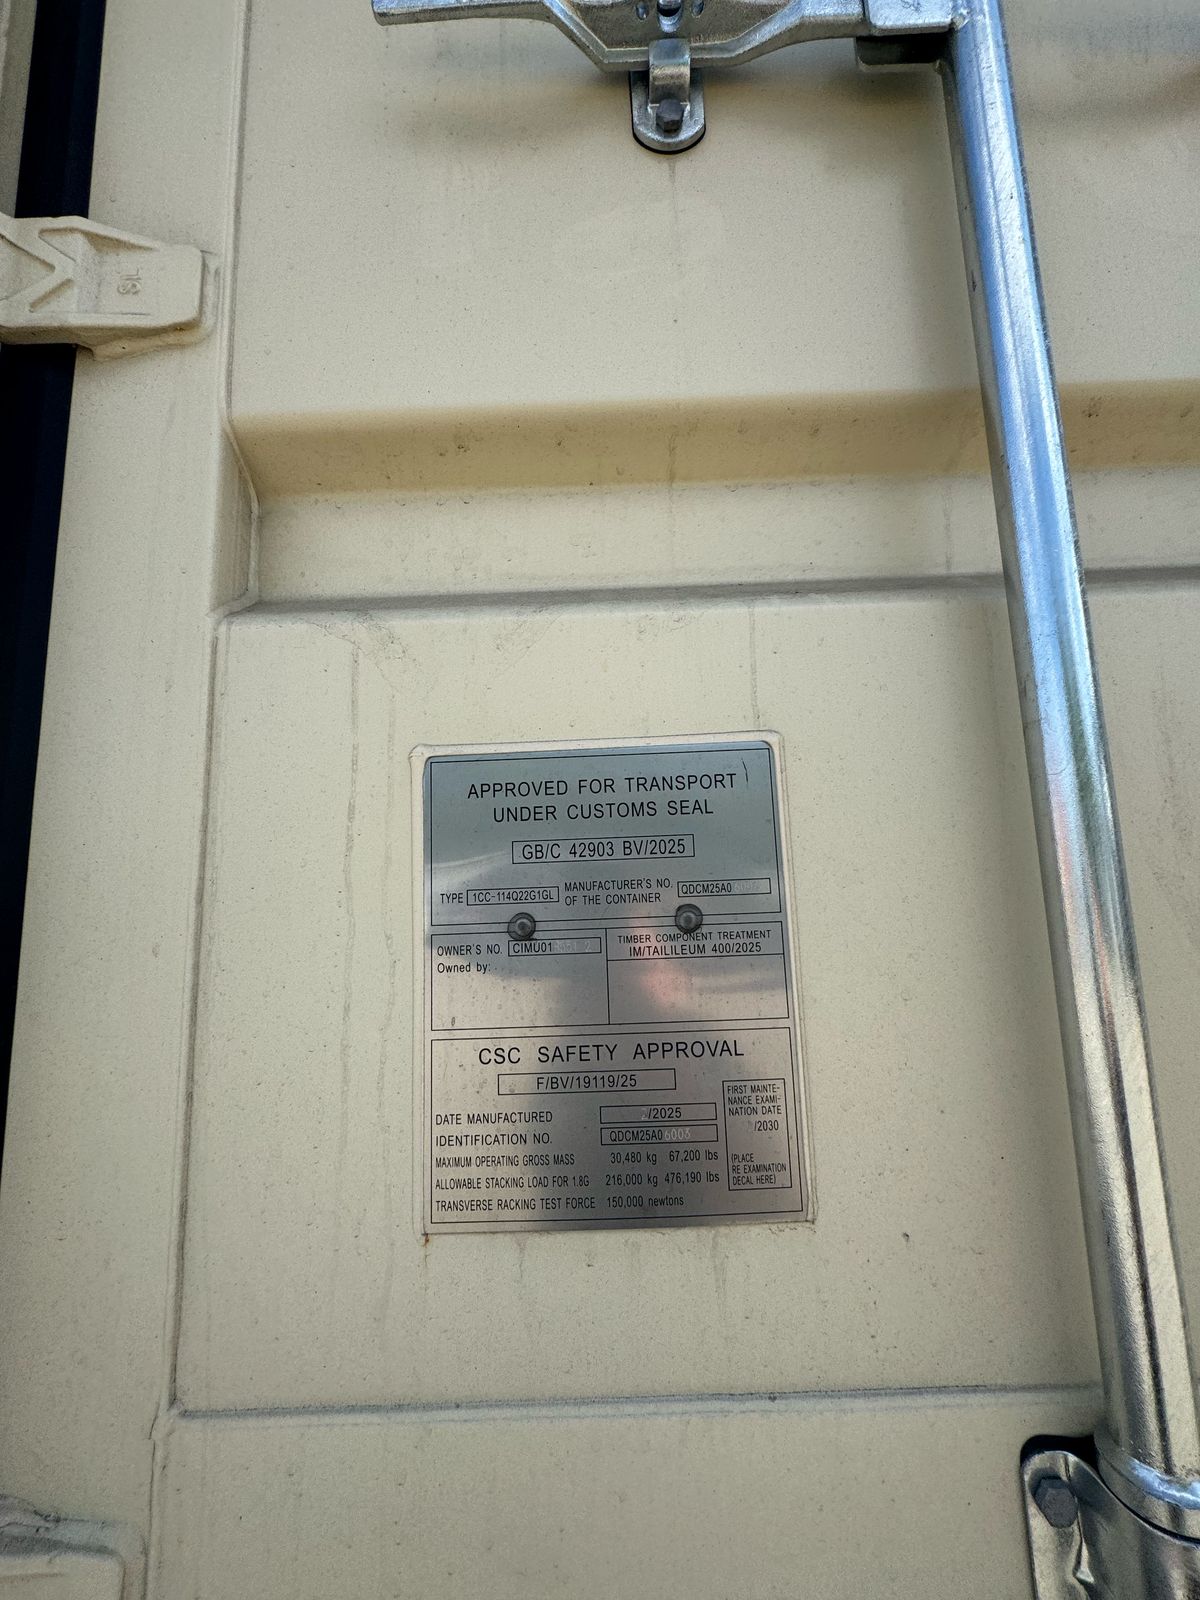 APPROVED FOR TRANSPORT
UNDER CUSTOMS SEAL
GB/C 42903 BV/2025
TYPE 1CC-114Q22G1GL
MANUFACTURER'S NO.
OF THE CONTAINER
OWNER'S NO.
Owned by:
TIMBER COMPONENT TREATMENT
IM/TAILILEUM 400/2025
CSC SAFETY APPROVAL
F/BV/19119/25
DATE MANUFACTURED /2025
IDENTIFICATION NO. QDCM25A06003
MAXIMUM OPERATING GROSS MASS 30,480 kg 67,200 lbs
ALLOWABLE STACKING LOAD FOR 1.8G 216,000 kg 476,190 lbs
TRANSVERSE RACKING TEST FORCE 150,000 newtons
FIRST MAINTE-
NANCE EXAMI-
NATION DATE
/2030
(PLACE
RE EXAMINATION
DECAL HERE)